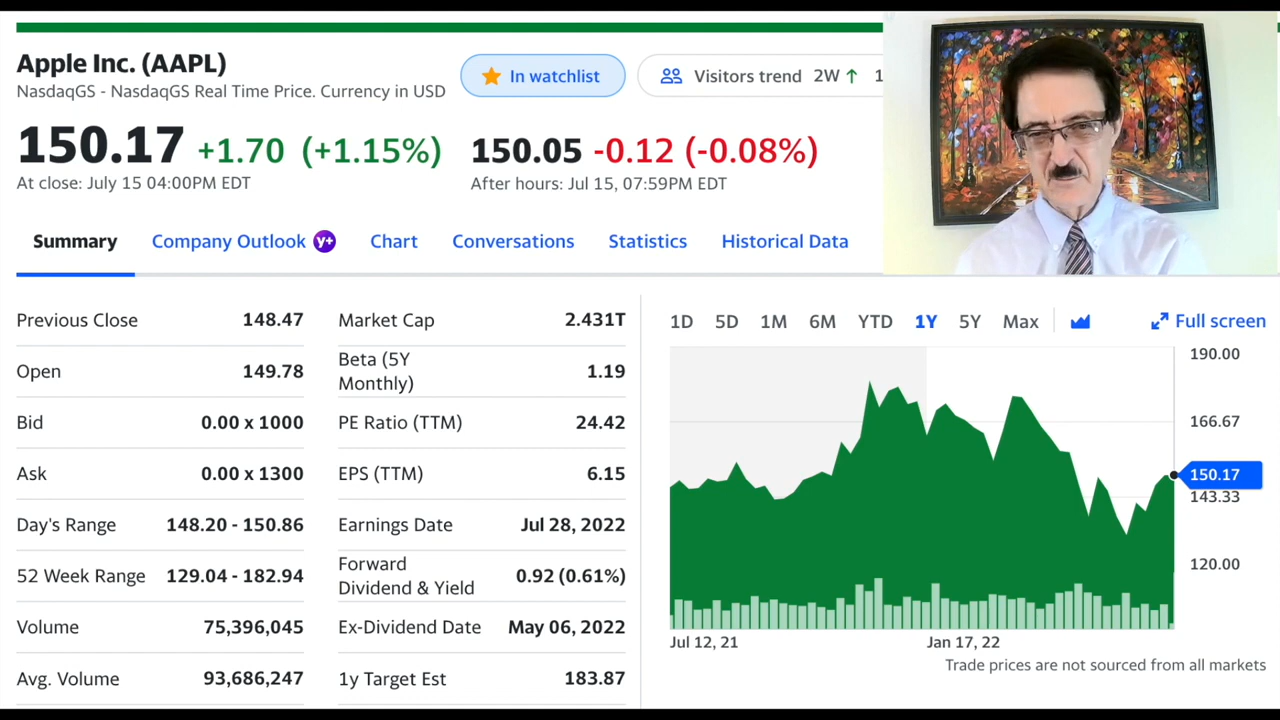 Apple Inc. (AAPL)
NasdaqGS - NasdaqGS Real Time Price. Currency in USD
In watchlist
Visitors trend 2W ↑ 1
150.17 +1.70 (+1.15%)
At close: July 15 04:00PM EDT
150.05 -0.12 (-0.08%)
After hours: Jul 15, 07:59PM EDT
Summary
Company Outlook y+
Chart
Conversations
Statistics
Historical Data
Previous Close 148.47
Open 149.78
Bid 0.00 x 1000
Ask 0.00 x 1300
Day's Range 148.20 - 150.86
52 Week Range 129.04 - 182.94
Volume 75,396,045
Avg. Volume 93,686,247
Market Cap 2.431T
Beta (5Y
Monthly) 1.19
PE Ratio (TTM) 24.42
EPS (TTM) 6.15
Earnings Date Jul 28, 2022
Forward
Dividend & Yield 0.92 (0.61%)
Ex-Dividend Date May 06, 2022
1y Target Est 183.87
1D 5D 1M 6M YTD 1Y 5Y Max
Full screen
190.00
166.67
150.17
143.33
120.00
Jul 12, 21
Jan 17, 22
Trade prices are not sourced from all markets